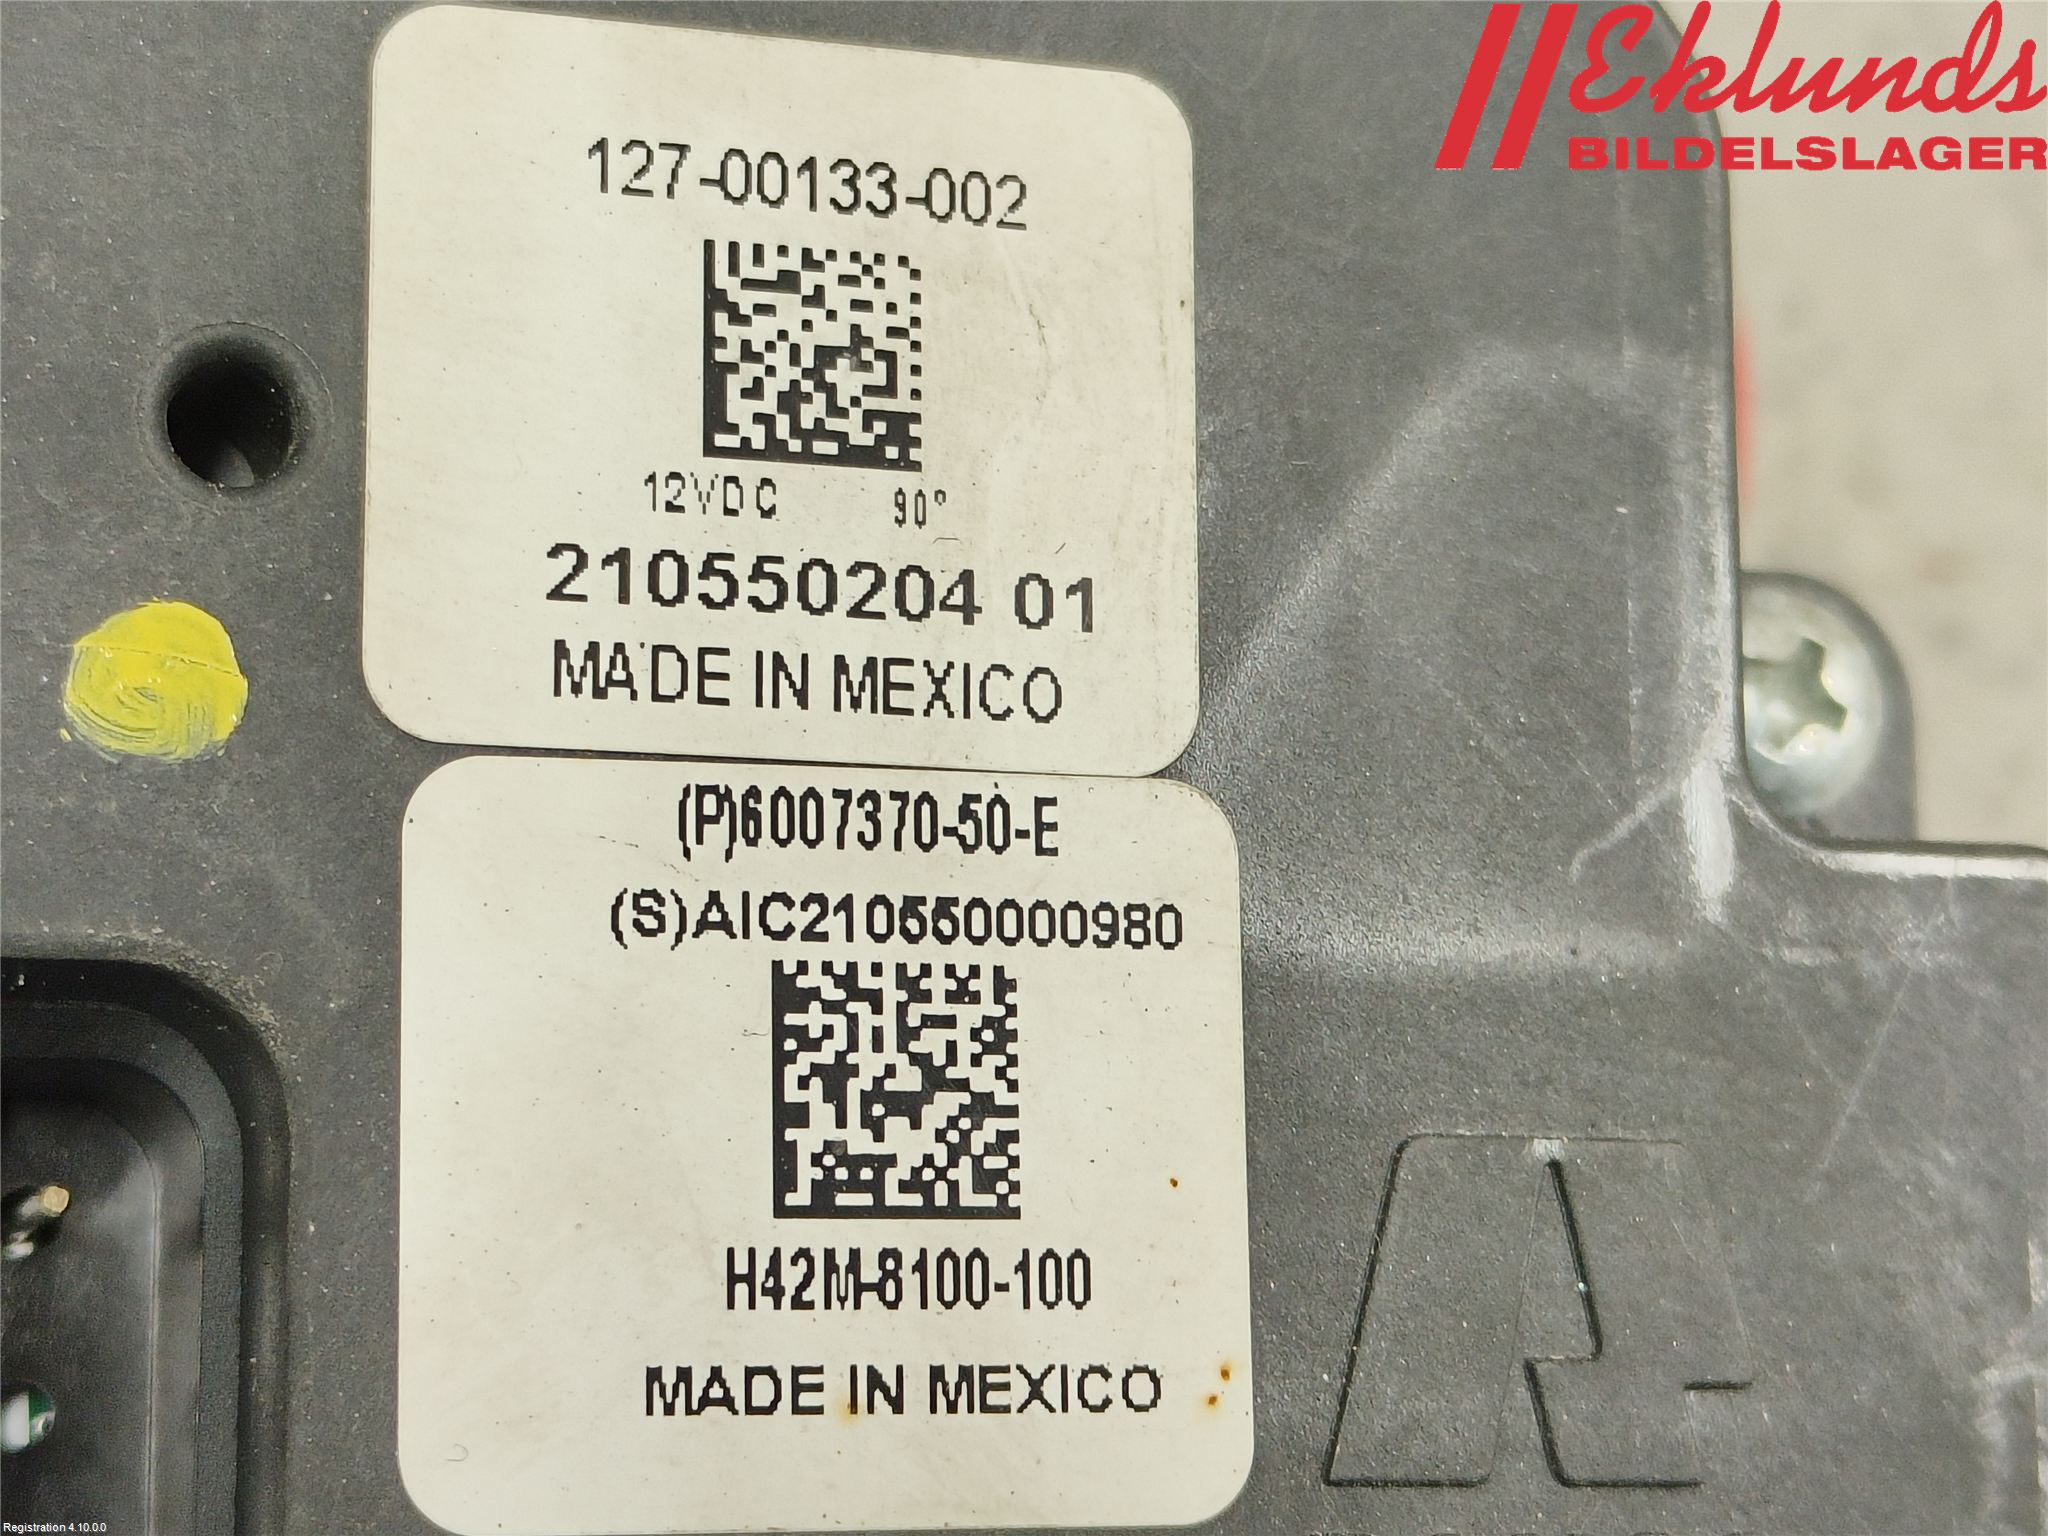 Eklunds
BILDELSLAGER
127-00133-002
12VDC 90°
210550204 01
MADE IN MEXICO
(P)6007370-50-E
(S)AIC210550000980
H42M-8100-100
MADE IN MEXICO
Registration 4.10.0.0